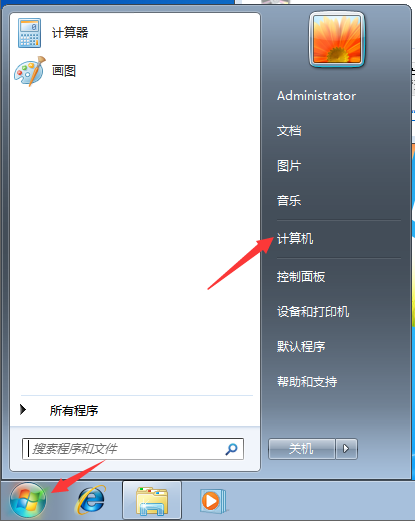 计算器
画图
所有程序
搜索程序和文件
Administrator
文档
图片
音乐
计算机
控制面板
设备和打印机
默认程序
帮助和支持
关机